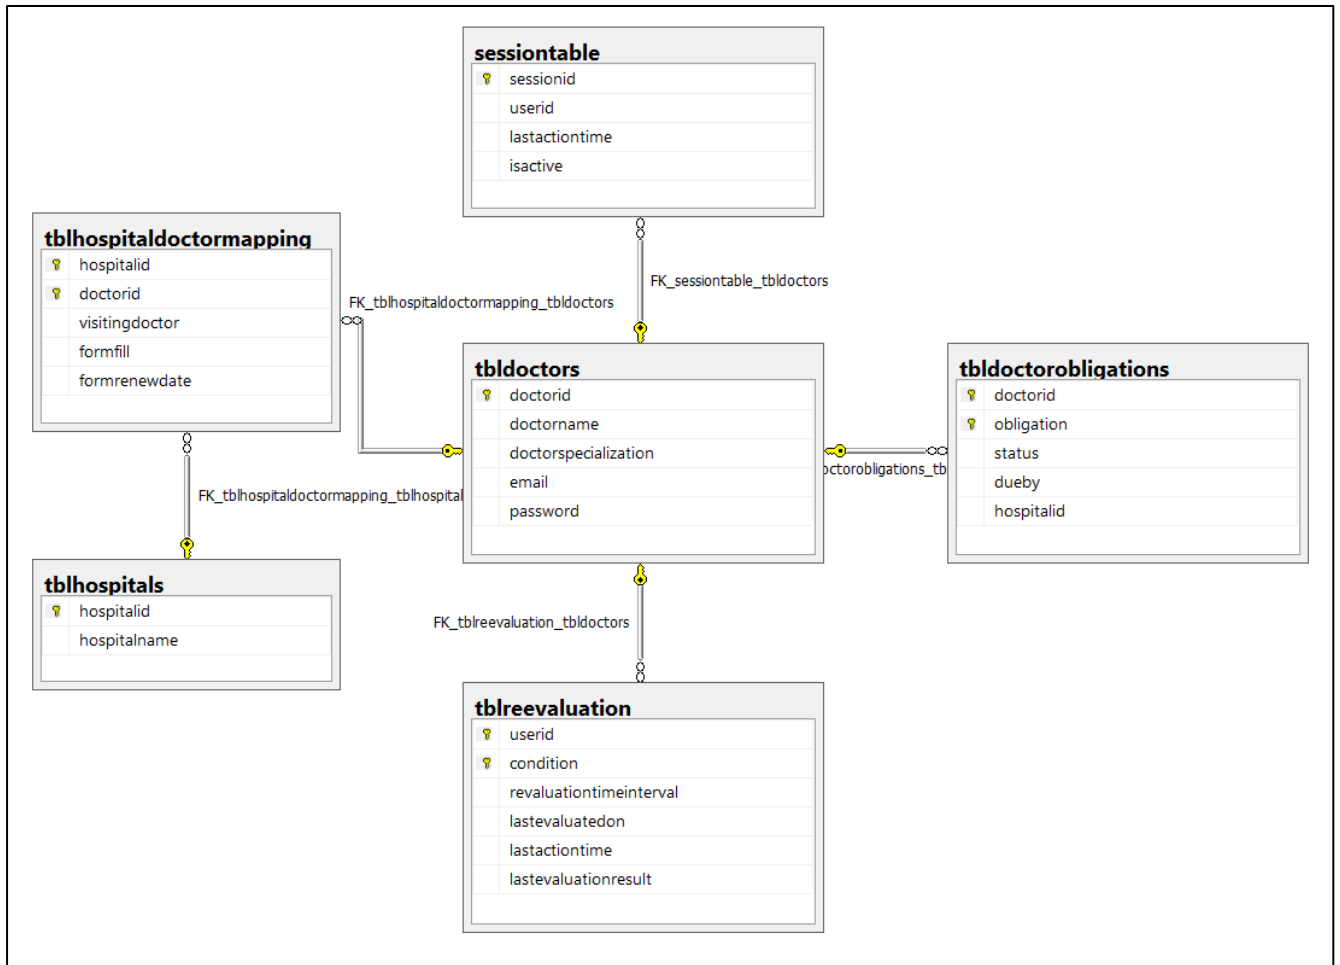 sessiontable
sessionid
userid
lastactiontime
isactive
tblhospitaldoctormapping
hospitalid
doctorid
visitingdoctor
formfill
formrenewdate
FK_sessiontable_tbldoctors
FK_tblhospitaldoctormapping_tbldoctors
tbldoctors
doctorid
doctorname
doctorspecialization
email
password
tbldoctorobligations
doctorid
obligation
status
dueby
hospitalid
octorobligations_tb
FK_tblhospitaldoctormapping_tblhospital
tblhospitals
hospitalid
hospitalname
FK_tblreevaluation_tbldoctors
tblreevaluation
userid
condition
revaluationtimeinterval
lastevaluatedon
lastactiontime
lastevaluationresult